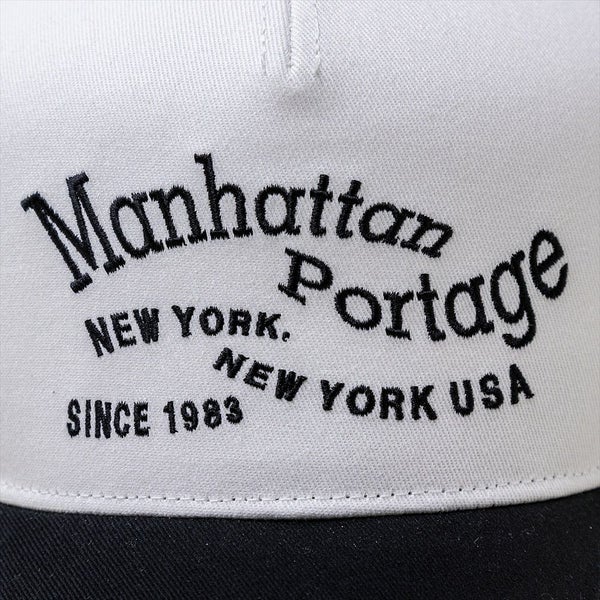 Manhattan
Portage
NEW YORK.
NEW YORK USA
SINCE 1983